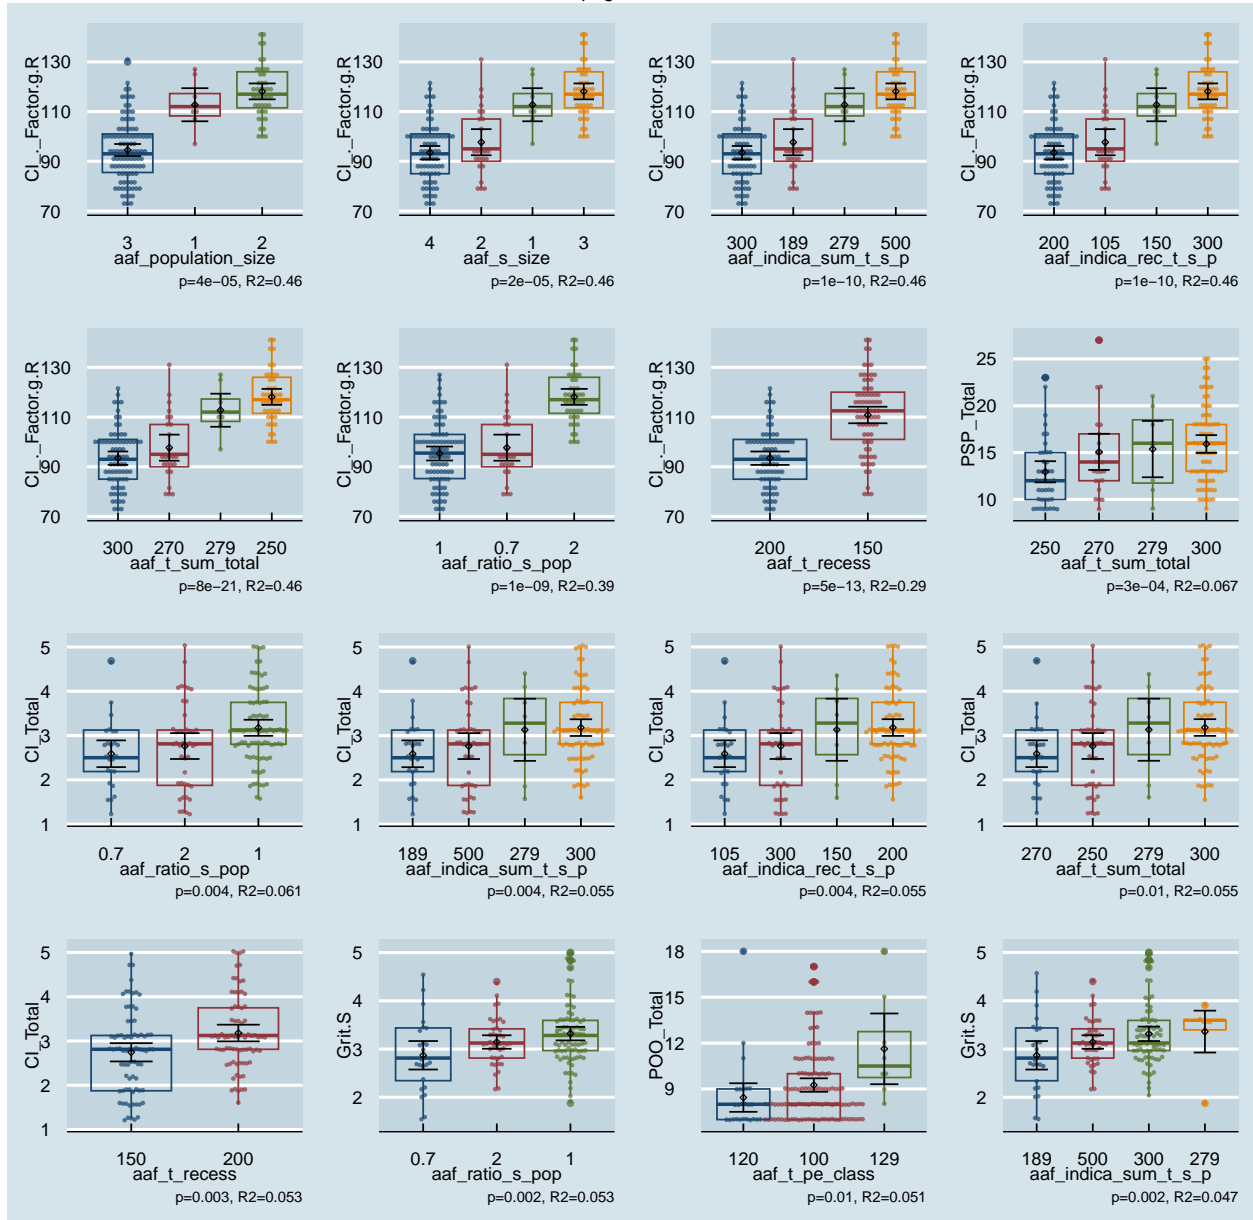 130 110 90 70
CI_._Factor.g.R
3 1 2
aaf_population_size
p=4e−05, R2=0.46
130 110 90 70
CI_._Factor.g.R
4 2 1 3
aaf_s_size
p=2e−05, R2=0.46
130 110 90 70
CI_._Factor.g.R
300 189 279 500
aaf_indica_sum_t_s_p
p=1e−10, R2=0.46
130 110 90 70
CI_._Factor.g.R
200 105 150 300
aaf_indica_rec_t_s_p
p=1e−10, R2=0.46
130 110 90 70
CI_._Factor.g.R
300 270 279 250
aaf_t_sum_total
p=8e−21, R2=0.46
130 110 90 70
CI_._Factor.g.R
1 0.7 2
aaf_ratio_s_pop
p=1e−09, R2=0.39
130 110 90 70
CI_._Factor.g.R
200 150
aaf_t_recess
p=5e−13, R2=0.29
25 20 15 10
PSP_Total
250 270 279 300
aaf_t_sum_total
p=3e−04, R2=0.067
5 4 3 2 1
CI_Total
0.7 2 1
aaf_ratio_s_pop
p=0.004, R2=0.061
5 4 3 2 1
CI_Total
189 500 279 300
aaf_indica_sum_t_s_p
p=0.004, R2=0.055
5 4 3 2 1
CI_Total
105 300 150 200
aaf_indica_rec_t_s_p
p=0.004, R2=0.055
5 4 3 2 1
CI_Total
270 250 279 300
aaf_t_sum_total
p=0.01, R2=0.055
5 4 3 2 1
CI_Total
150 200
aaf_t_recess
p=0.003, R2=0.053
5 4 3 2
Grit.S
0.7 2 1
aaf_ratio_s_pop
p=0.002, R2=0.053
18 15 12 9
POO_Total
120 100 129
aaf_t_pe_class
p=0.01, R2=0.051
5 4 3 2
Grit.S
189 500 300 279
aaf_indica_sum_t_s_p
p=0.002, R2=0.047